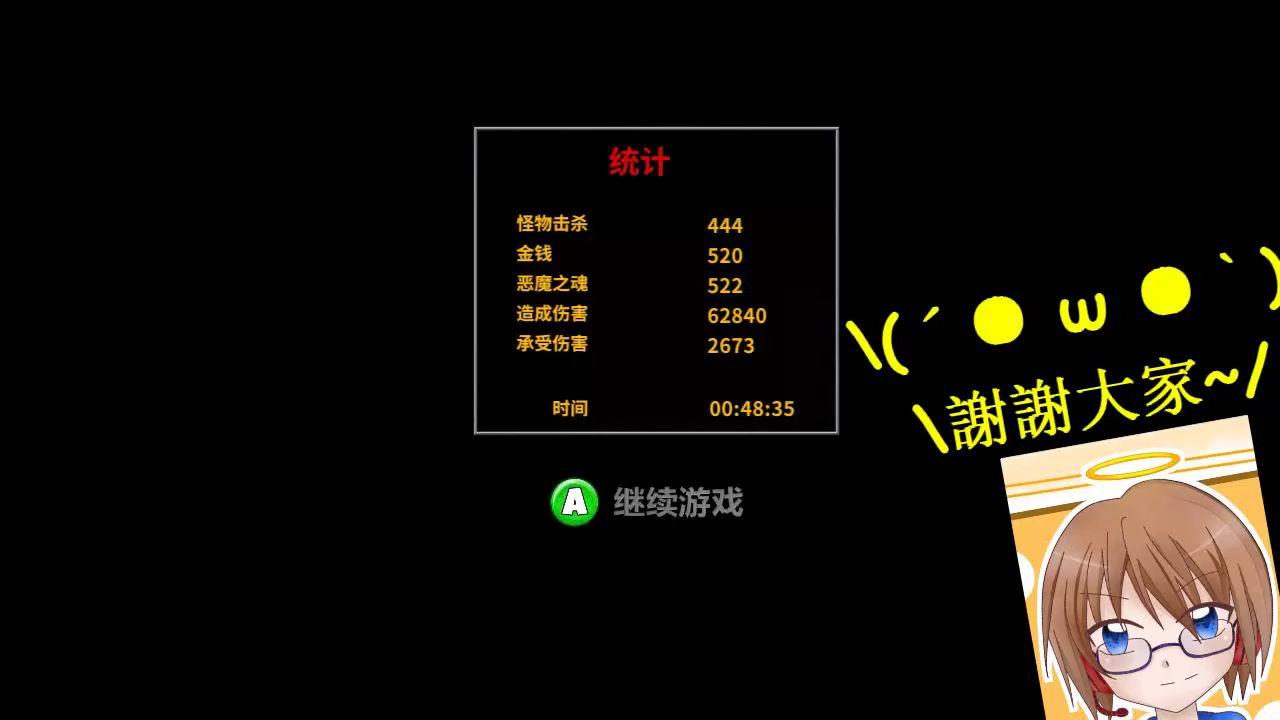 统计
怪物击杀 444
金钱 520
恶魔之魂 522
造成伤害 62840
承受伤害 2673
时间 00:48:35
A 继续游戏
\(´●ω●`)
\謝謝大家~/